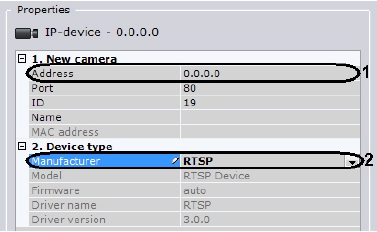 Properties
IP-device - 0.0.0.0
1. New camera
Address 0.0.0.0 1
Port 80
ID 19
Name
MAC address
2. Device type
Manufacturer RTSP 2
Model RTSP Device
Firmware auto
Driver name RTSP
Driver version 3.0.0